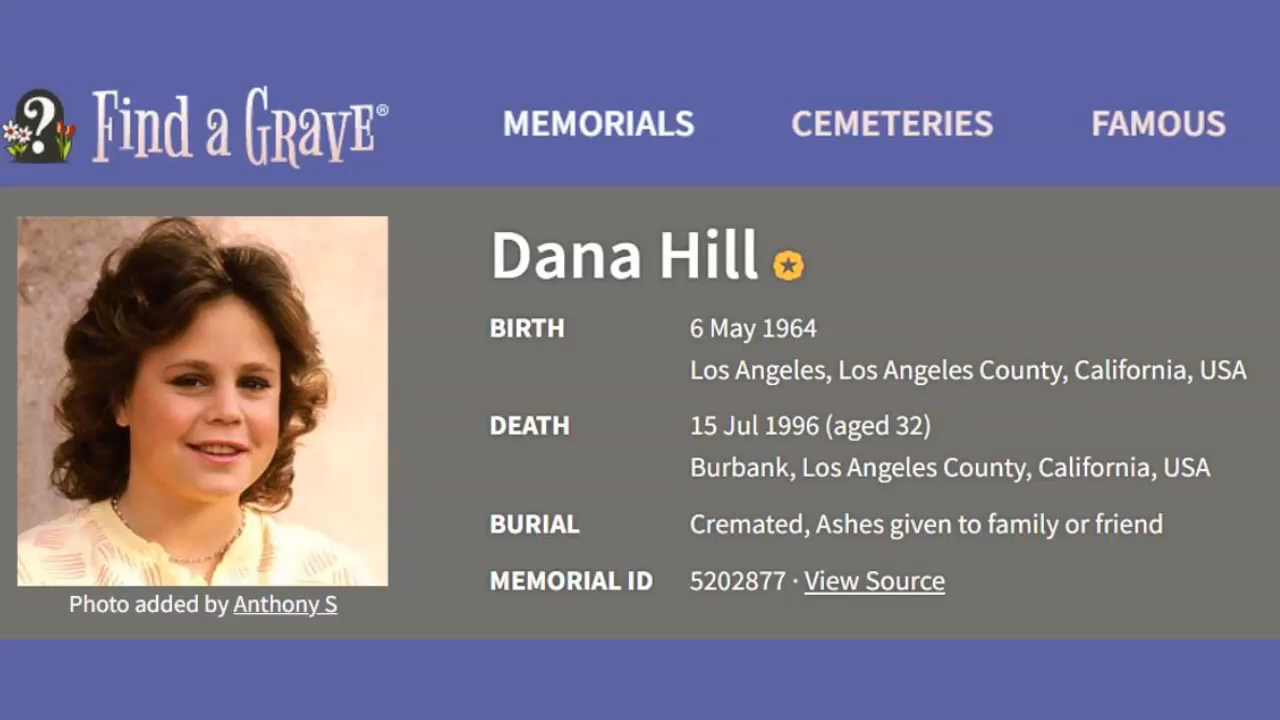 Find a Grave®
MEMORIALS
CEMETERIES
FAMOUS
Dana Hill
BIRTH
6 May 1964
Los Angeles, Los Angeles County, California, USA
DEATH
15 Jul 1996 (aged 32)
Burbank, Los Angeles County, California, USA
BURIAL
Cremated, Ashes given to family or friend
MEMORIAL ID
5202877 · View Source
Photo added by Anthony S